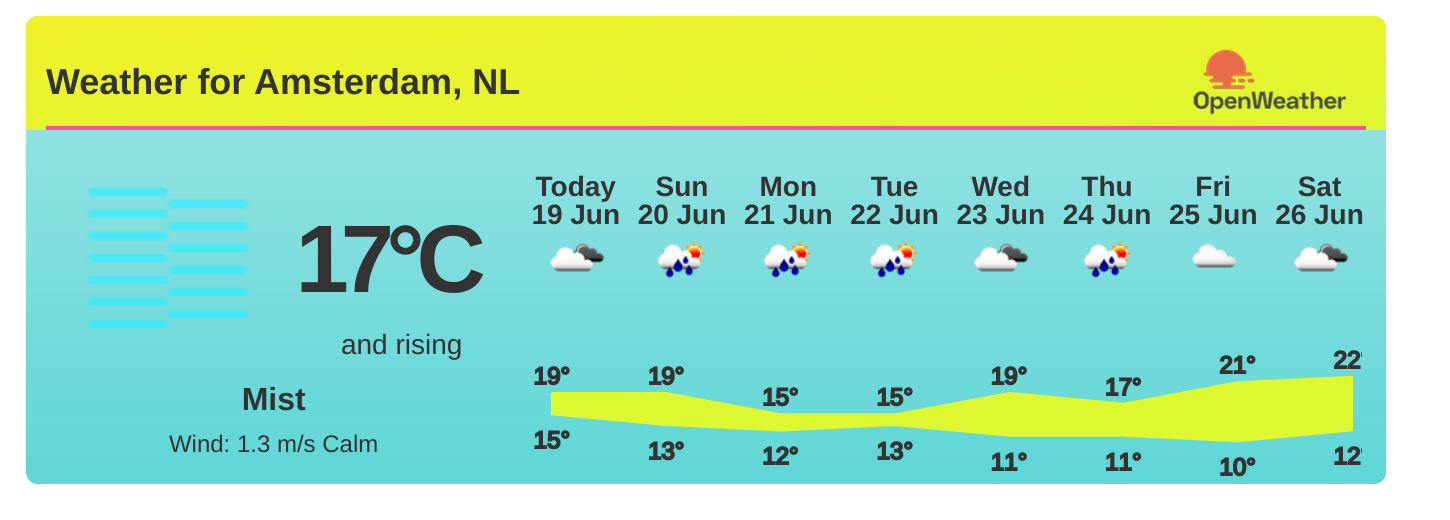 Weather for Amsterdam, NL
OpenWeather
Today Sun Mon Tue Wed Thu Fri Sat
19 Jun 20 Jun 21 Jun 22 Jun 23 Jun 24 Jun 25 Jun 26 Jun
17°C
and rising
Mist
Wind: 1.3 m/s Calm
19° 19° 15° 15° 19° 17° 21° 22°
15° 13° 12° 13° 11° 11° 10° 12°